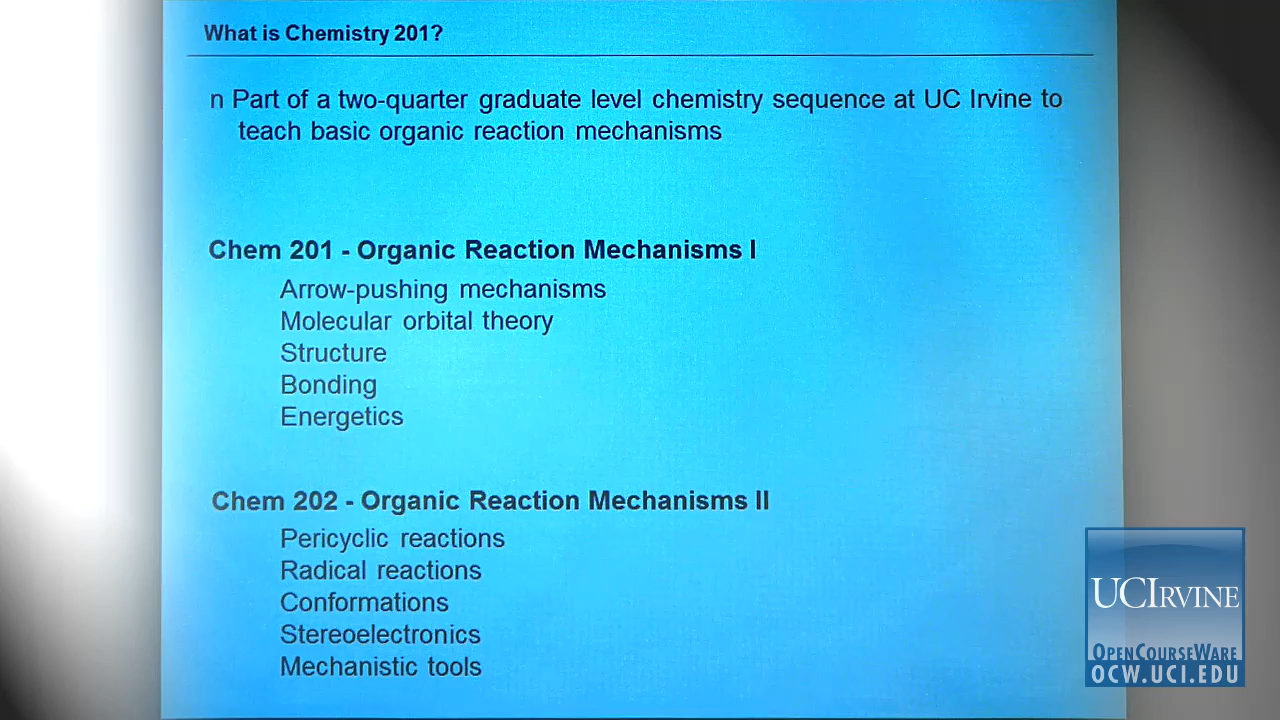 What is Chemistry 201?
n Part of a two-quarter graduate level chemistry sequence at UC Irvine to
teach basic organic reaction mechanisms
Chem 201 - Organic Reaction Mechanisms I
Arrow-pushing mechanisms
Molecular orbital theory
Structure
Bonding
Energetics
Chem 202 - Organic Reaction Mechanisms II
Pericyclic reactions
Radical reactions
Conformations
Stereoelectronics
Mechanistic tools
UCIRVINE
OPENCOURSEWARE
OCW.UCI.EDU